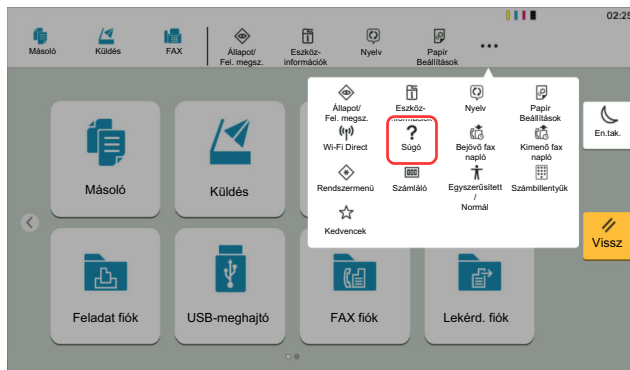 02:25
Másoló
Küldés
FAX
Állapot/
Fel. megsz.
Eszköz-
információk
Nyelv
Papír
Beállítások
Állapot/
Fel. megsz.
Eszköz-
információk
Nyelv
Papír
Beállítások
Wi-Fi Direct
?
Súgó
Bejövő fax
napló
Kimenő fax
napló
Rendszermenü
Számláló
Egyszerűsített
/
Normál
Számbillentyűk
Kedvencek
En.tak.
Vissz
Másoló
Küldés
Feladat fiók
USB-meghajtó
FAX fiók
Lekérd. fiók